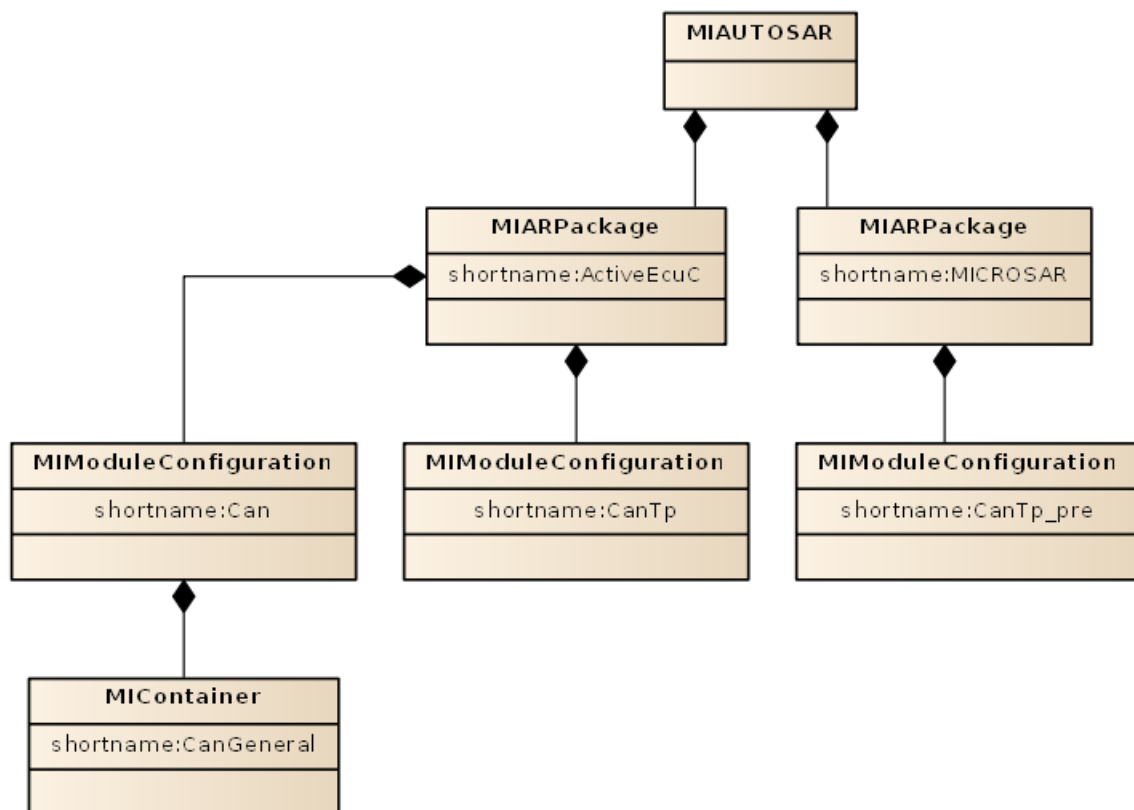 MIAUTOSAR
MIARPackage
shortname:ActiveEcuC
MIARPackage
shortname:MICROSAR
MIModuleConfiguration
shortname:Can
MIModuleConfiguration
shortname:CanTp
MIModuleConfiguration
shortname:CanTp_pre
MIContainer
shortname:CanGeneral